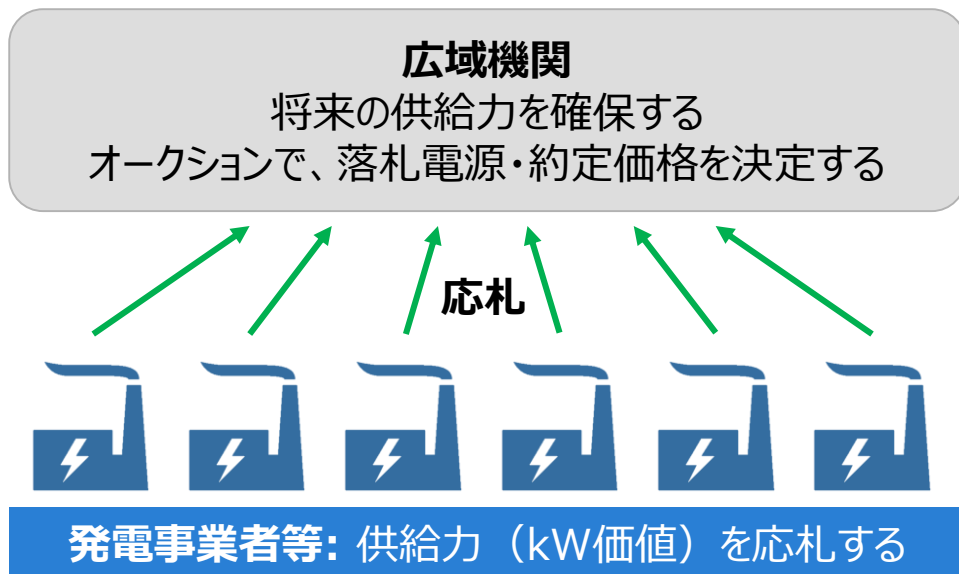 広域機関
将来の供給力を確保する
オークションで、落札電源・約定価格を決定する
応札
発電事業者等: 供給力（kW価値）を応札する